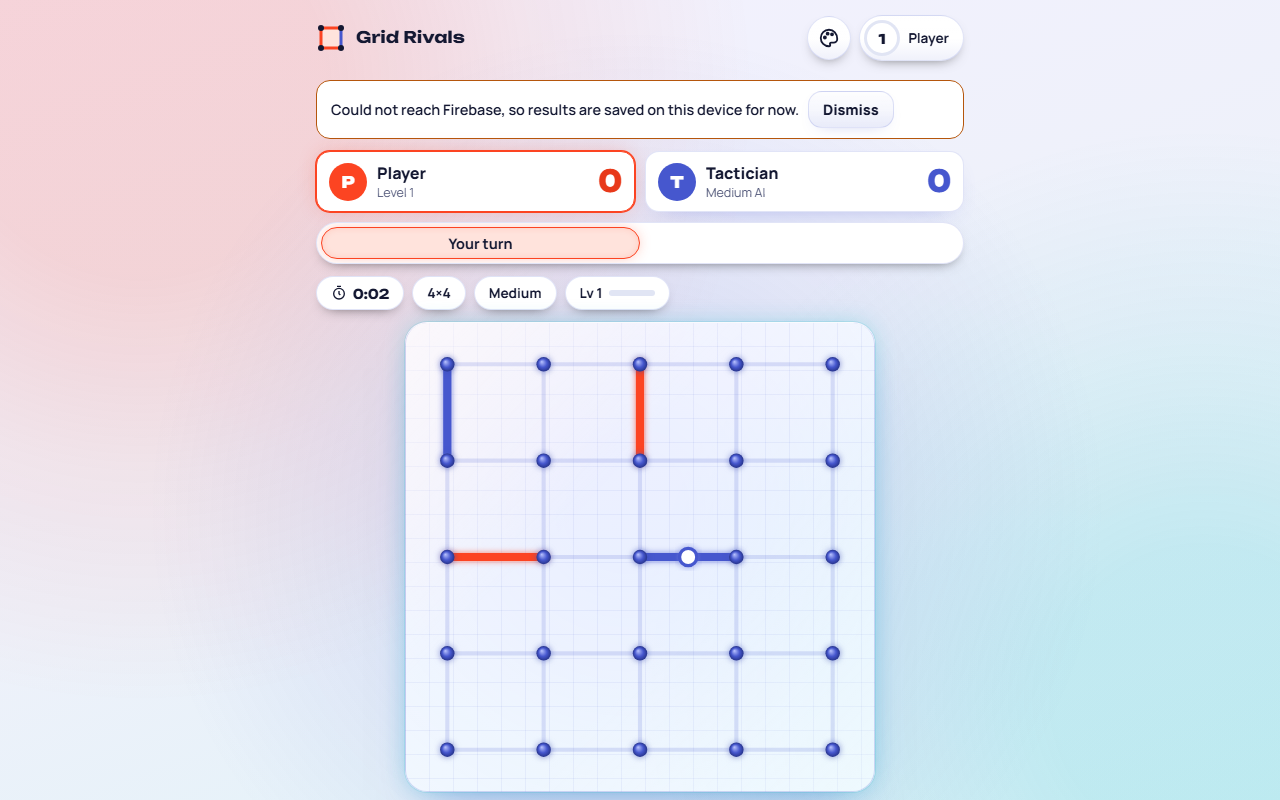 Grid Rivals
1 Player
Could not reach Firebase, so results are saved on this device for now. Dismiss
P Player 0
Level 1
T Tactician 0
Medium AI
Your turn
0:02 4×4 Medium Lv 1